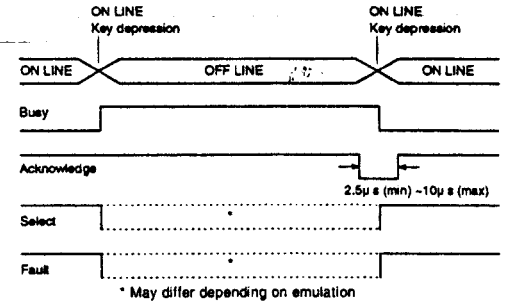 ON LINE
Key depression
ON LINE
Key depression
ON LINE
OFF LINE
ON LINE
Busy
Acknowledge
2.5μ s (min) ~10μ s (max)
Select
*
Fault
*
* May differ depending on emulation